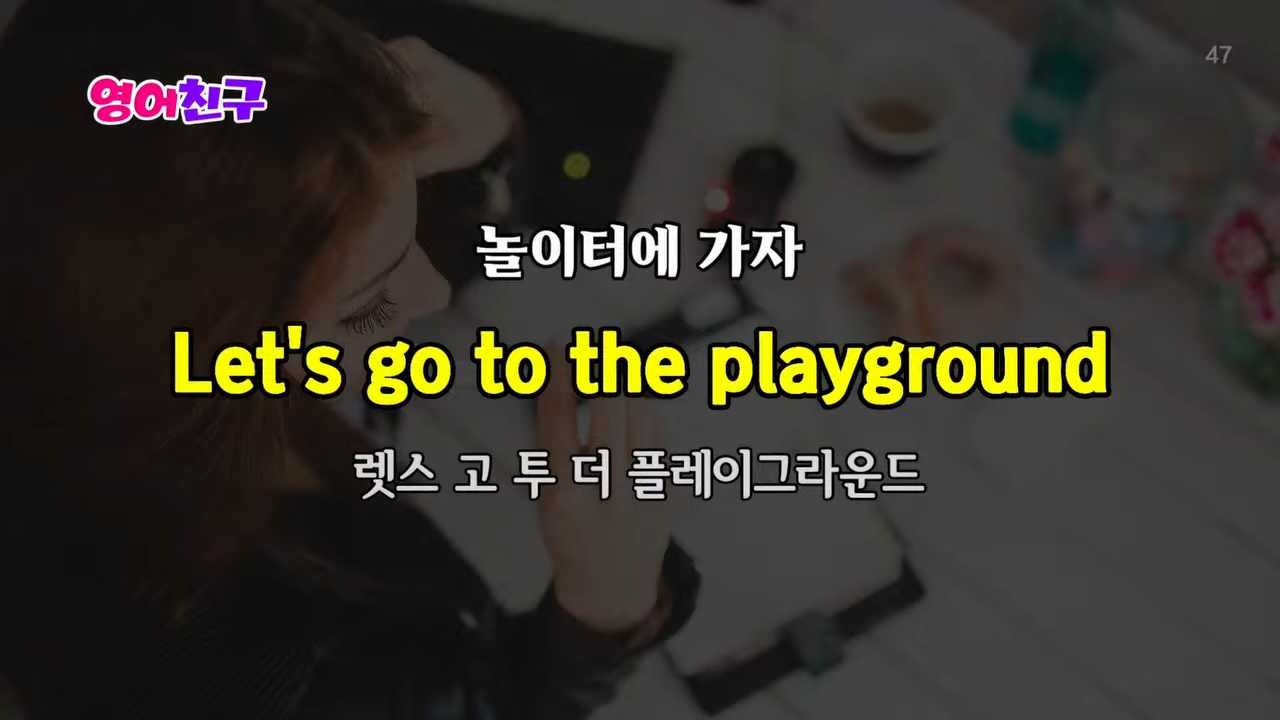 영어친구
47
놀이터에 가자
Let's go to the playground
렛스 고 투 더 플레이그라운드